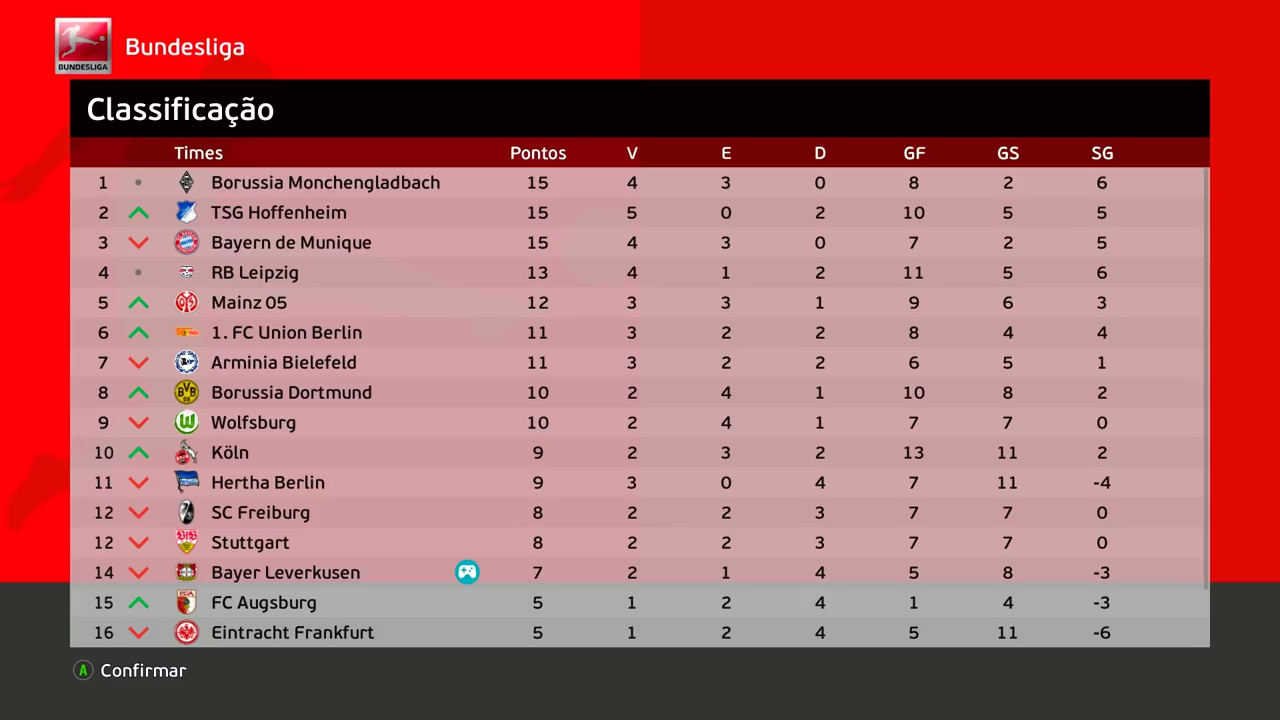 BUNDESLIGA
Bundesliga
Classificação
Times Pontos V E D GF GS SG
1 Borussia Monchengladbach 15 4 3 0 8 2 6
2 TSG Hoffenheim 15 5 0 2 10 5 5
3 Bayern de Munique 15 4 3 0 7 2 5
4 RB Leipzig 13 4 1 2 11 5 6
5 Mainz 05 12 3 3 1 9 6 3
6 1. FC Union Berlin 11 3 2 2 8 4 4
7 Arminia Bielefeld 11 3 2 2 6 5 1
8 Borussia Dortmund 10 2 4 1 10 8 2
9 Wolfsburg 10 2 4 1 7 7 0
10 Köln 9 2 3 2 13 11 2
11 Hertha Berlin 9 3 0 4 7 11 -4
12 SC Freiburg 8 2 2 3 7 7 0
12 Stuttgart 8 2 2 3 7 7 0
14 Bayer Leverkusen 7 2 1 4 5 8 -3
15 FC Augsburg 5 1 2 4 1 4 -3
16 Eintracht Frankfurt 5 1 2 4 5 11 -6
A Confirmar